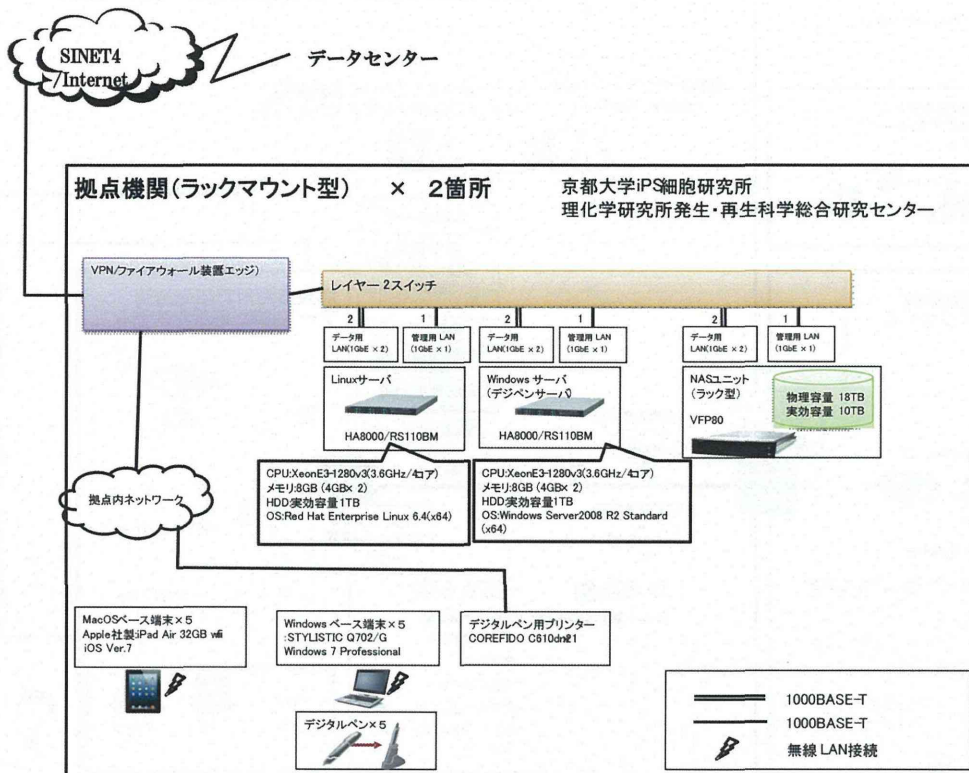 SINET4
/Internet
データセンター
拠点機関(ラックマウント型) × 2箇所
京都大学iPS細胞研究所
理化学研究所発生・再生科学総合研究センター
VPN/ファイアウォール装置エッジ)
レイヤー2スイッチ
2
1
2
1
2
1
データ用
LAN(1GbE × 2)
管理用 LAN
(1GbE × 1)
データ用
LAN(1GbE × 2)
管理用 LAN
(1GbE × 1)
データ用
LAN(1GbE × 2)
管理用 LAN
(1GbE × 1)
Linuxサーバ
HA8000/RS110BM
Windows サーバ
(デジペンサーバ)
HA8000/RS110BM
NASユニット
(ラック型)
VFP80
物理容量 18TB
実効容量 10TB
CPU:XeonE3-1280v3(3.6GHz/4コア)
メモリ:8GB (4GB× 2)
HDD:実効容量1TB
OS:Red Hat Enterprise Linux 6.4(x64)
CPU:XeonE3-1280v3(3.6GHz/4コア)
メモリ:8GB (4GB× 2)
HDD:実効容量1TB
OS:Windows Server2008 R2 Standard
(x64)
拠点内ネットワーク
MacOSベース端末×5
Apple社製:iPad Air 32GB wifi
iOS Ver.7
Windows ベース端末×5
:STYLISTIC Q702/G
Windows 7 Professional
デジタルペン用プリンター
COREFIDO
デジタルペン×5
1000BASE-T
1000BASE-T
無線 LAN接続